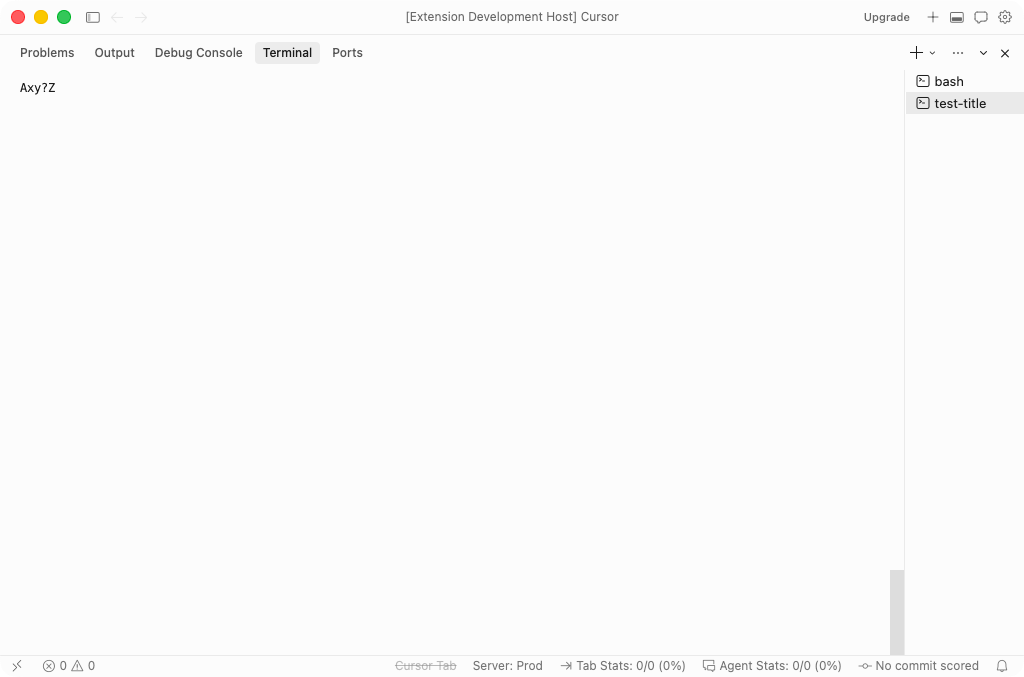 [Extension Development Host] Cursor
Upgrade
Problems Output Debug Console Terminal Ports
Axy?Z
bash
test-title
0 0 Cursor Tab Server: Prod Tab Stats: 0/0 (0%) Agent Stats: 0/0 (0%) No commit scored